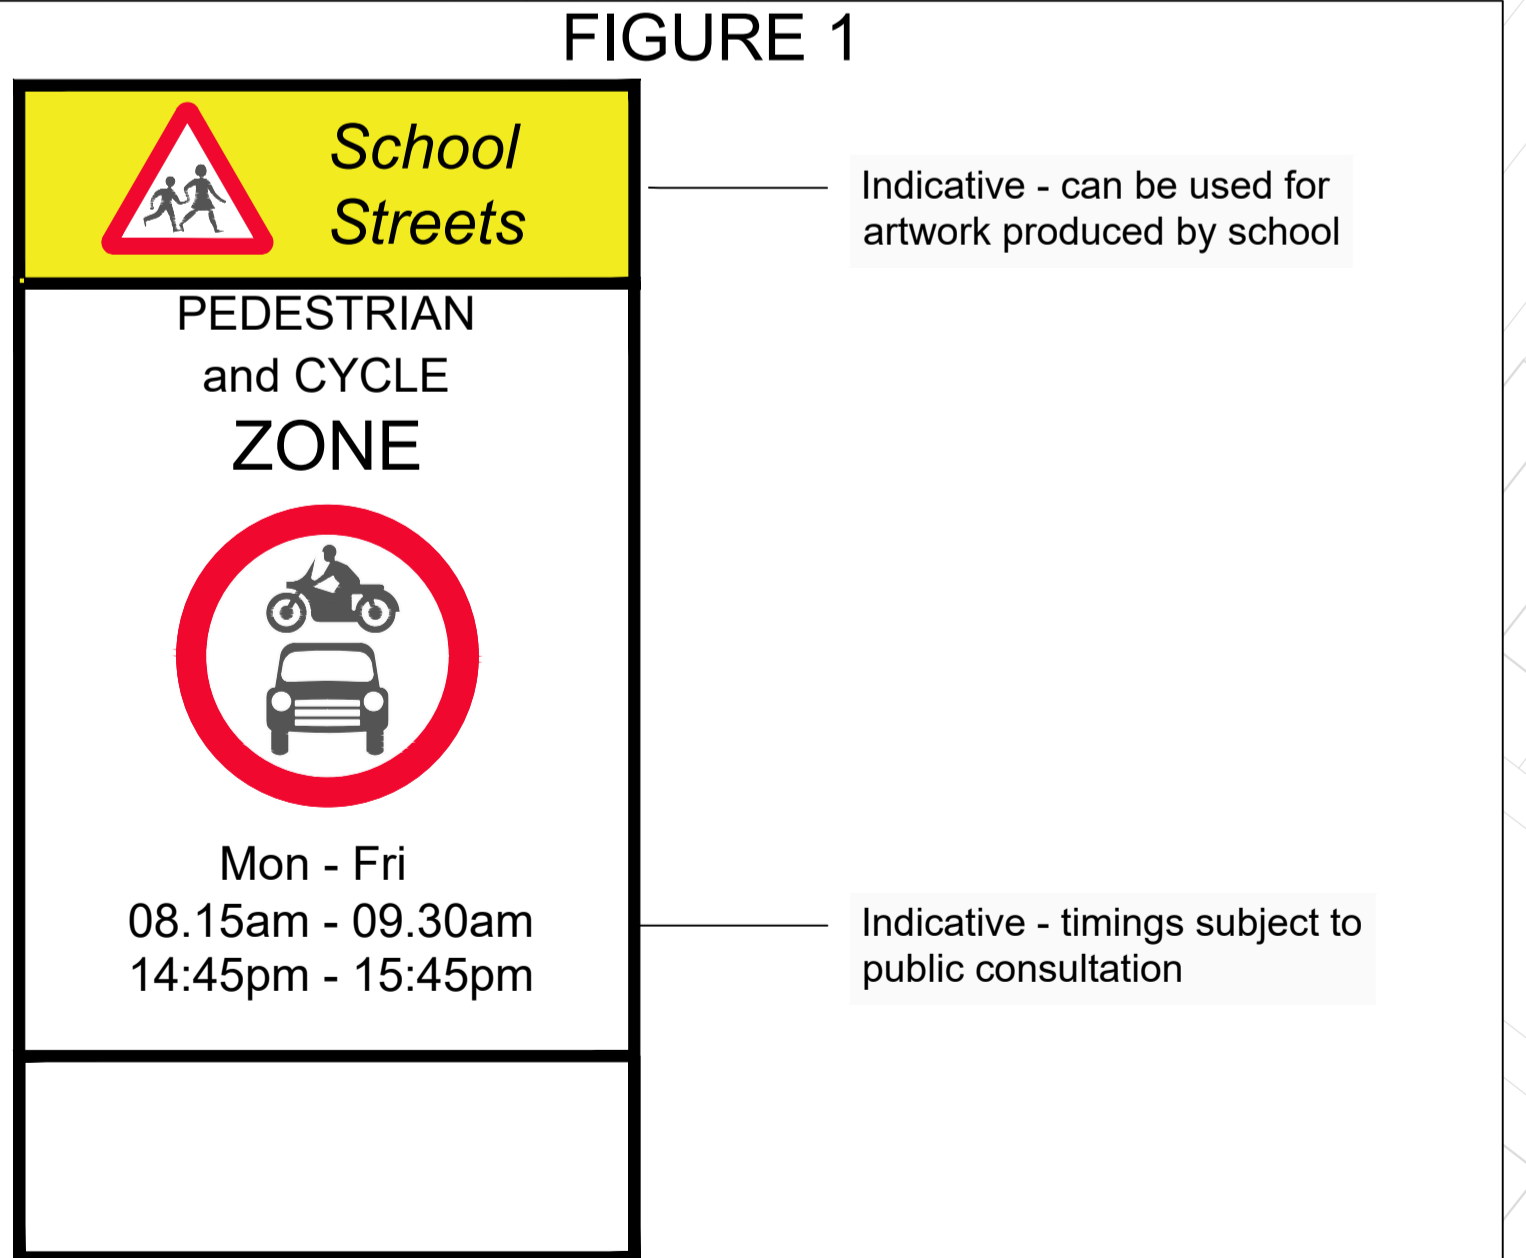 FIGURE 1
School
Streets
Indicative - can be used for
artwork produced by school
PEDESTRIAN
and CYCLE
ZONE
Mon - Fri
08.15am - 09.30am
14:45pm - 15:45pm
Indicative - timings subject to
public consultation